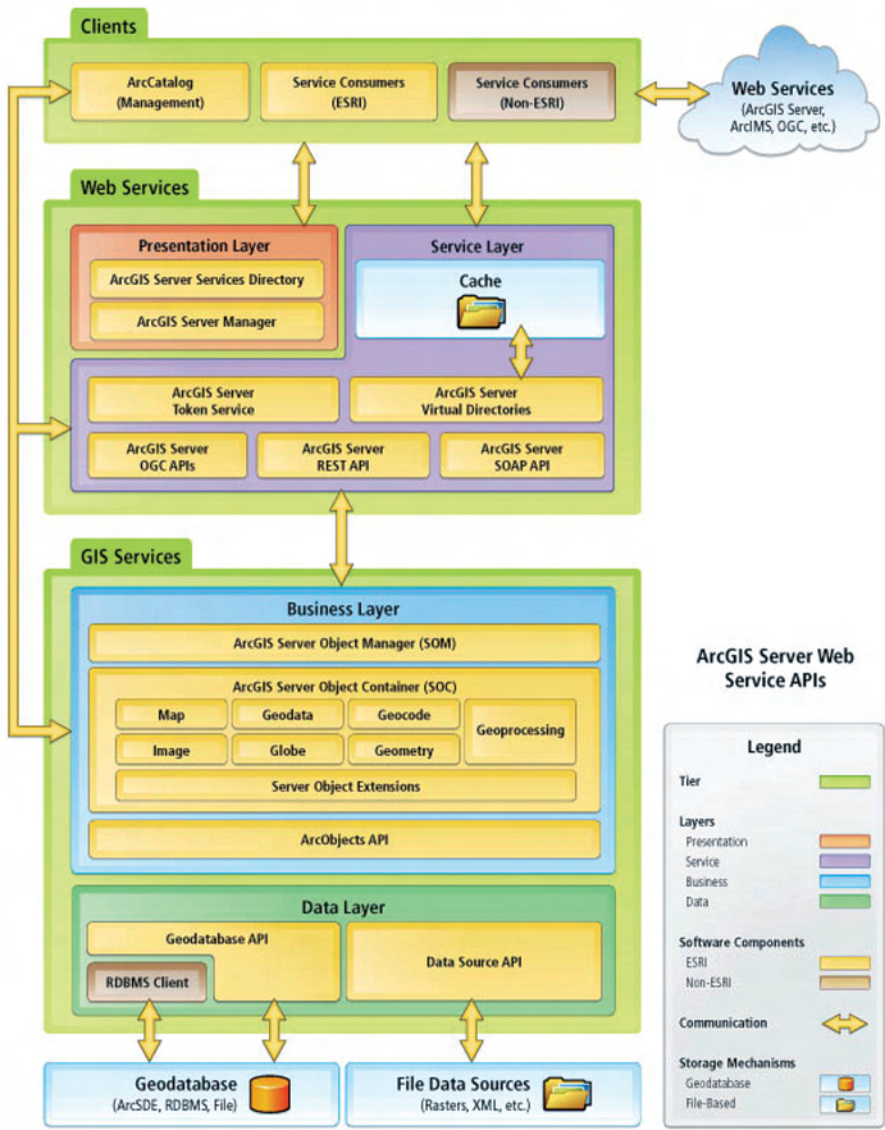 Clients
ArcCatalog
(Management)
Service Consumers
(ESRI)
Service Consumers
(Non-ESRI)
Web Services
(ArcGIS Server,
ArcIMS, OGC, etc.)
Web Services
Presentation Layer
ArcGIS Server Services Directory
ArcGIS Server Manager
Service Layer
Cache
ArcGIS Server
Token Service
ArcGIS Server
Virtual Directories
ArcGIS Server
OGC APIs
ArcGIS Server
REST API
ArcGIS Server
SOAP API
GIS Services
Business Layer
ArcGIS Server Object Manager (SOM)
ArcGIS Server Object Container (SOC)
Map
Geodata
Geocode
Geoprocessing
Image
Globe
Geometry
Server Object Extensions
ArcObjects API
Data Layer
Geodatabase API
RDBMS Client
Data Source API
Geodatabase
(ArcSDE, RDBMS, File)
File Data Sources
(Rasters, XML, etc.)
ArcGIS Server Web
Service APIs
Legend
Tier
Layers
Presentation
Service
Business
Data
Software Components
ESRI
Non-ESRI
Communication
Storage Mechanisms
Geodatabase
File-Based